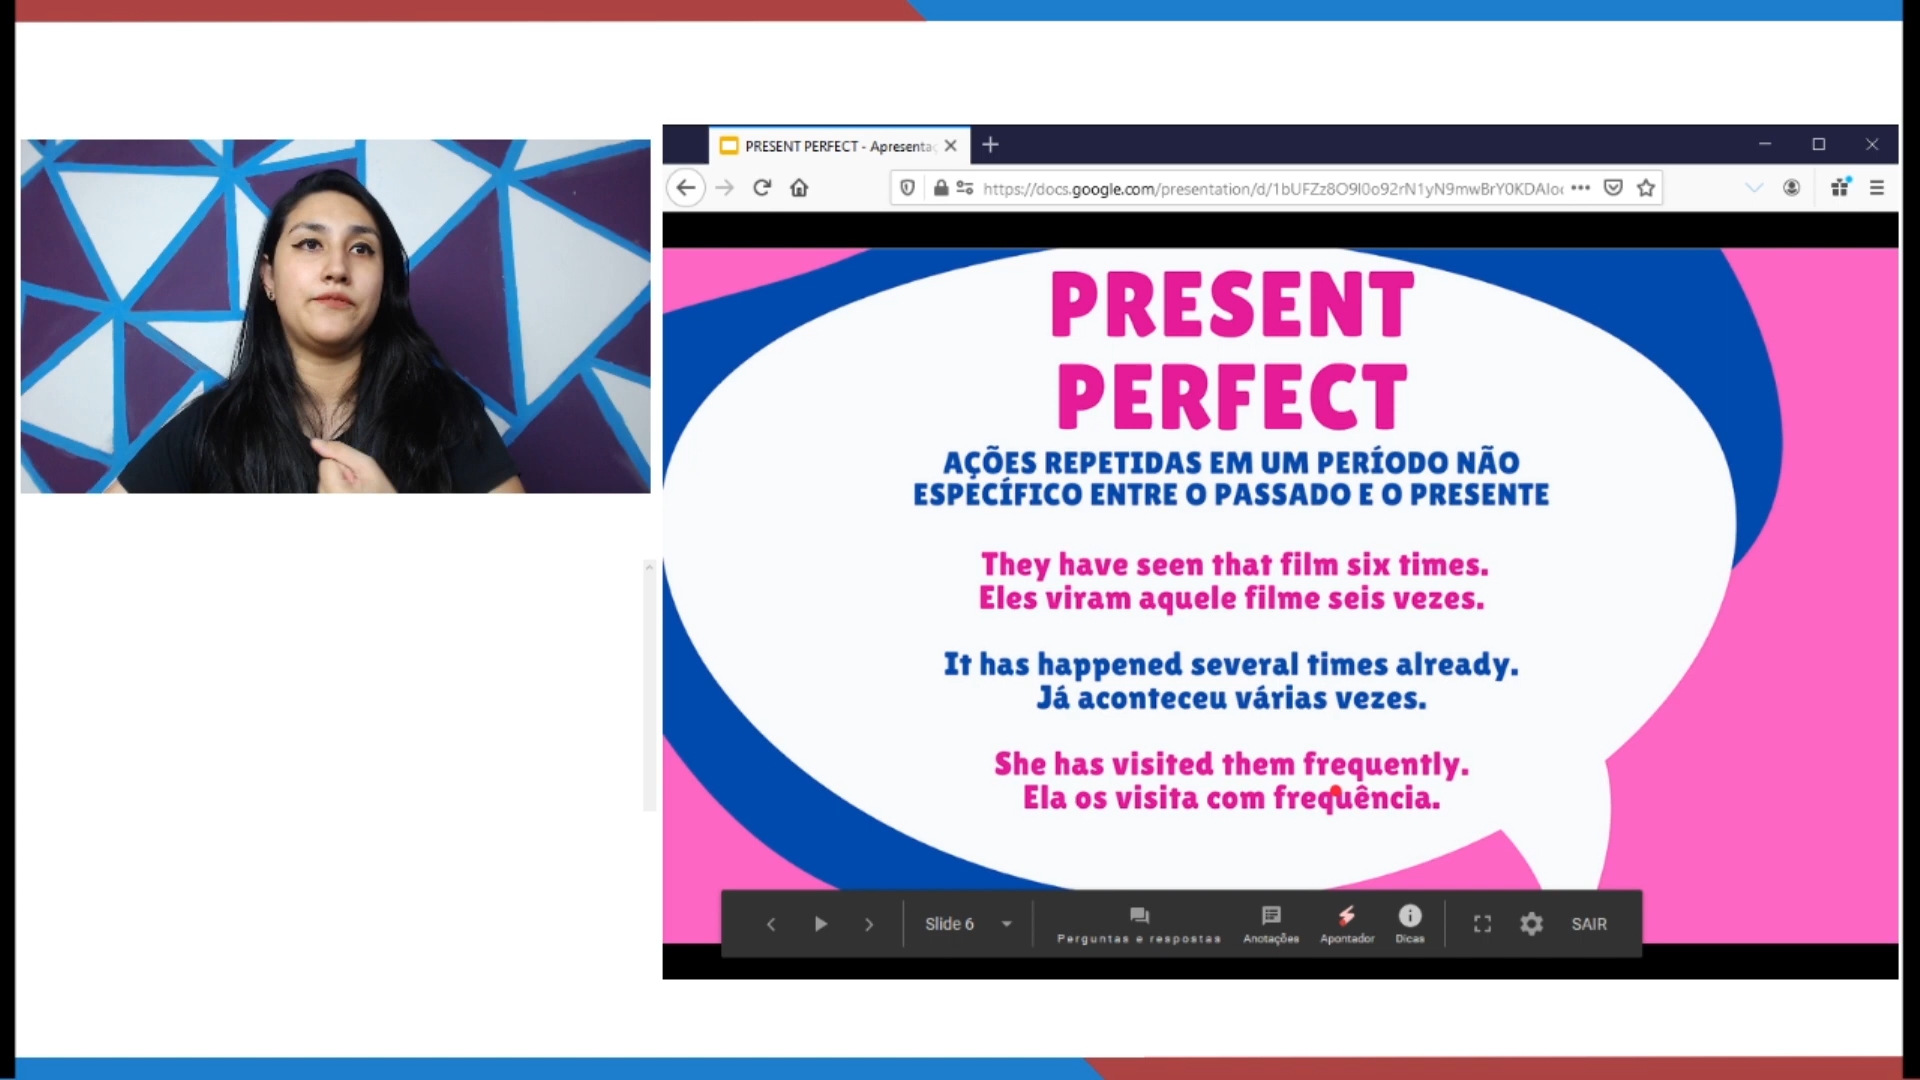 PRESENT PERFECT - Apresentaç
https://docs.google.com/presentation/d/1bUFZz8O9I0o92rN1yN9mwBrY0KDAIo
PRESENT
PERFECT
AÇÕES REPETIDAS EM UM PERÍODO NÃO
ESPECÍFICO ENTRE O PASSADO E O PRESENTE
They have seen that film six times.
Eles viram aquele filme seis vezes.
It has happened several times already.
Já aconteceu várias vezes.
She has visited them frequently.
Ela os visita com frequência.
Slide 6
Perguntas e respostas
Anotações
Apontador
Dicas
SAIR